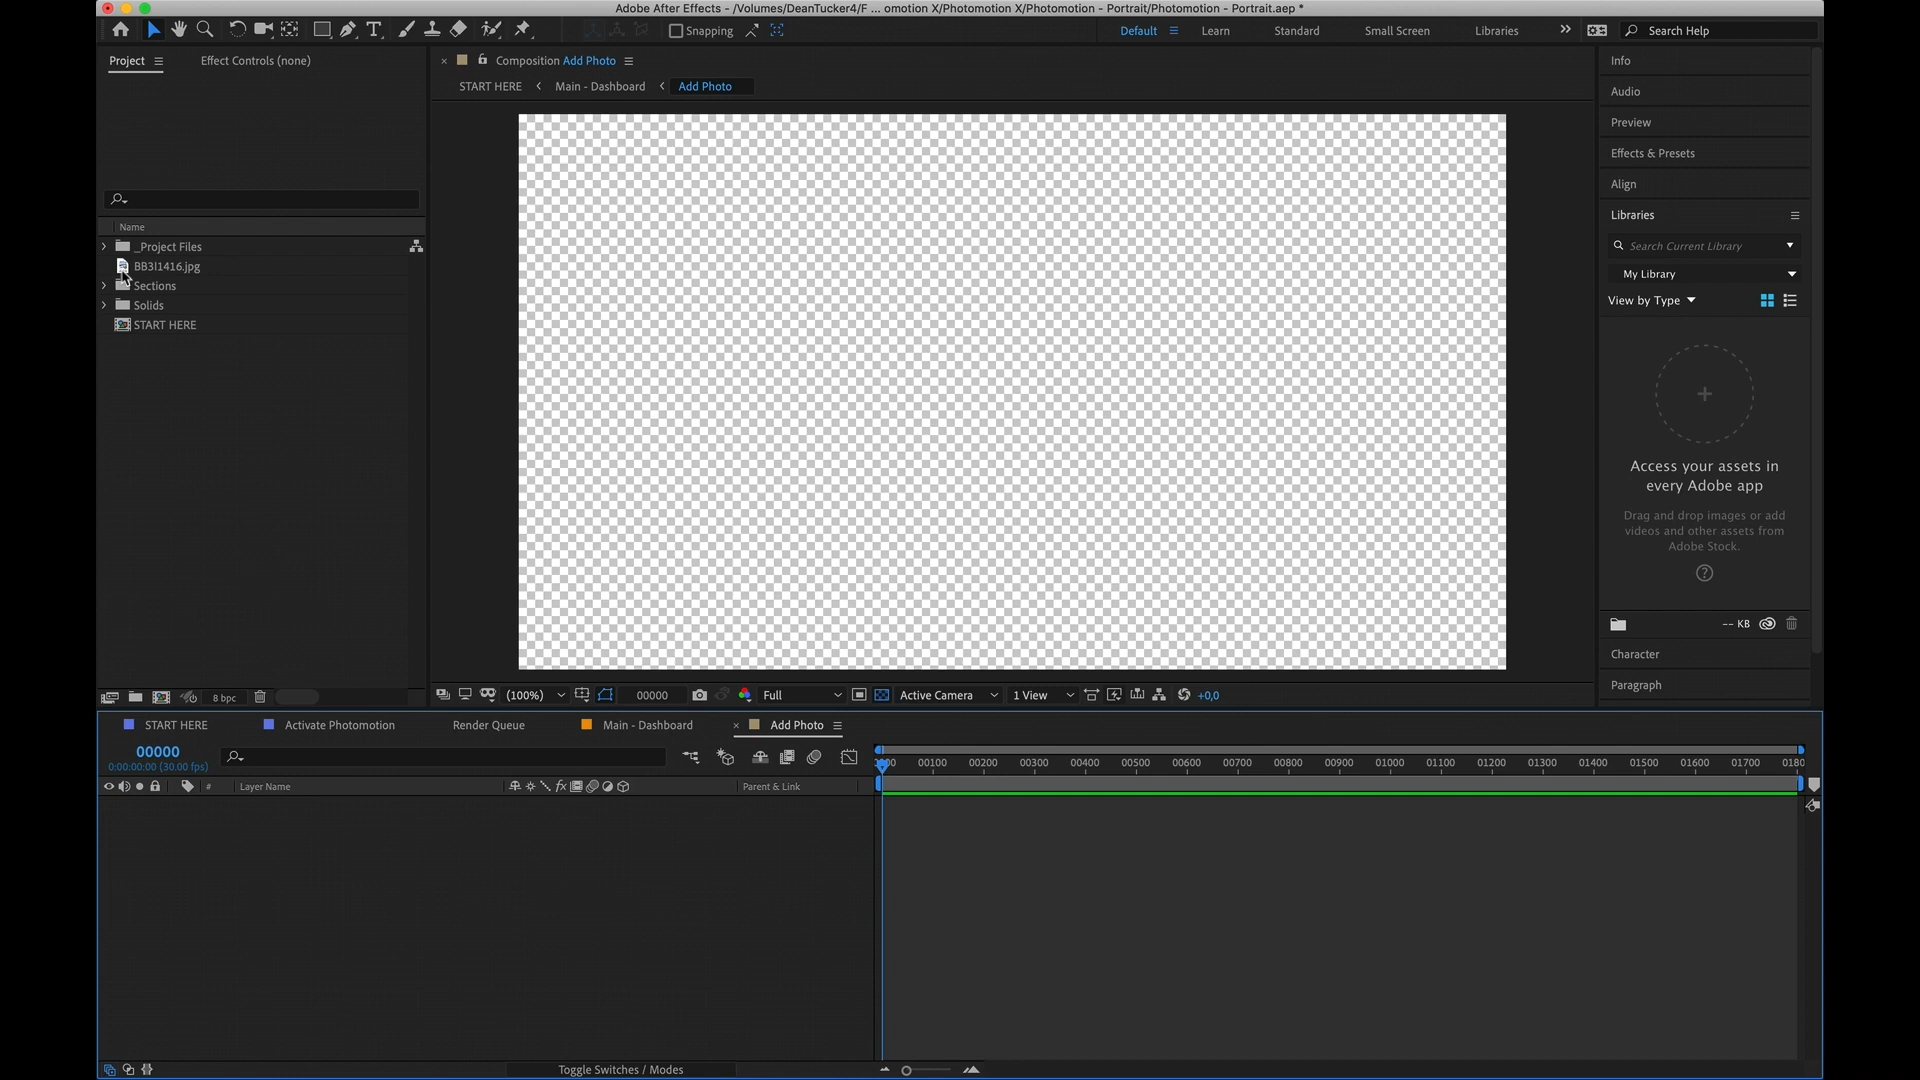 Adobe After Effects - /Volumes/DeanTucker4/F ... omotion X/Photomotion X/Photomotion - Portrait/Photomotion - Portrait.aep *
Snapping
Default
Learn
Standard
Small Screen
Libraries
Search Help
Project
Effect Controls (none)
Composition Add Photo
START HERE
Main - Dashboard
Add Photo
Name
_Project Files
BB3I1416.jpg
Sections
Solids
START HERE
Info
Audio
Preview
Effects & Presets
Align
Libraries
Search Current Library
My Library
View by Type
Access your assets in
every Adobe app
Drag and drop images or add
videos and other assets from
Adobe Stock.
-- KB
Character
Paragraph
8 bpc
(100%)
00000
Full
Active Camera
1 View
+0,0
START HERE
Activate Photomotion
Render Queue
Main - Dashboard
Add Photo
00000
0:00:00:00 (30.00 fps)
00100 00200 00300 00400 00500 00600 00700 00800 00900 01000 01100 01200 01300 01400 01500 01600 01700 0180
# Layer Name
Parent & Link
Toggle Switches / Modes